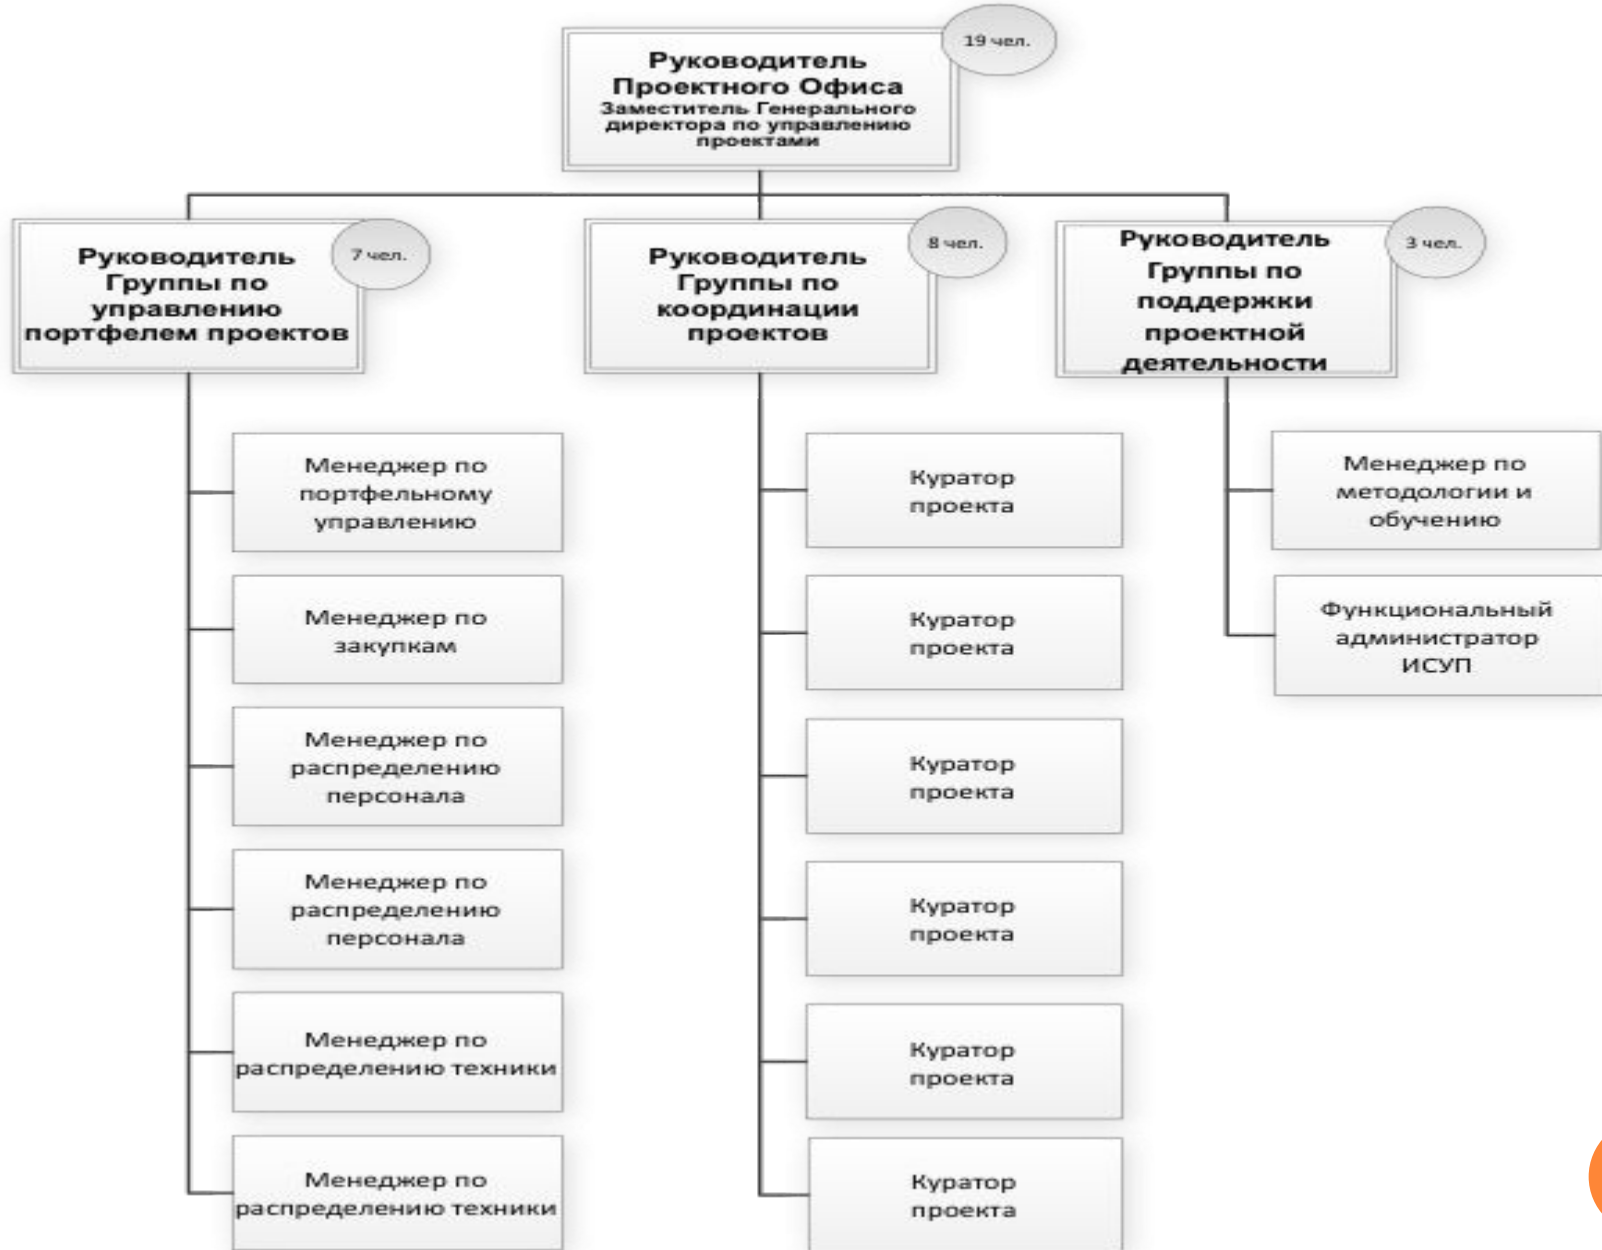 19 чел.
Руководитель
Проектного Офиса
Заместитель Генерального
директора по управлению
проектами
Руководитель
Группы по
управлению
портфелем проектов
7 чел.
Руководитель
Группы по
координации
проектов
8 чел.
Руководитель
Группы по
поддержки
проектной
деятельности
3 чел.
Менеджер по
портфельному
управлению
Менеджер по
закупкам
Менеджер по
распределению
персонала
Менеджер по
распределению
персонала
Менеджер по
распределению техники
Менеджер по
распределению техники
Куратор
проекта
Куратор
проекта
Куратор
проекта
Куратор
проекта
Куратор
проекта
Куратор
проекта
Менеджер по
методологии и
обучению
Функциональный
администратор
ИСУП